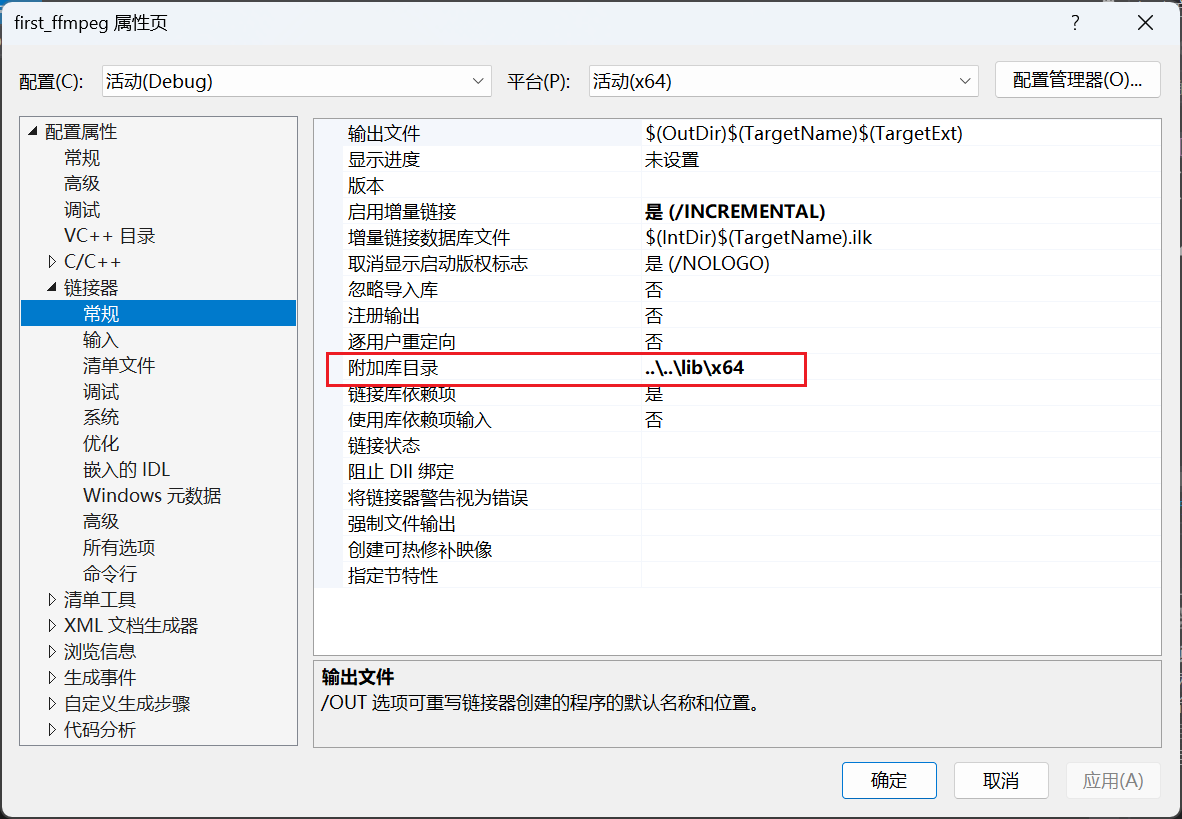 first_ffmpeg 属性页
?
配置(C):
活动(Debug)
平台(P):
活动(x64)
配置管理器(O)...
配置属性
常规
高级
调试
VC++ 目录
C/C++
链接器
常规
输入
清单文件
调试
系统
优化
嵌入的 IDL
Windows 元数据
高级
所有选项
命令行
清单工具
XML 文档生成器
浏览信息
生成事件
自定义生成步骤
代码分析
输出文件 $(OutDir)$(TargetName)$(TargetExt)
显示进度 未设置
版本
启用增量链接 是 (/INCREMENTAL)
增量链接数据库文件 $(IntDir)$(TargetName).ilk
取消显示启动版权标志 是 (/NOLOGO)
忽略导入库 否
注册输出 否
逐用户重定向 否
附加库目录 ..\..\lib\x64
链接库依赖项 是
使用库依赖项输入 否
链接状态
阻止 Dll 绑定
将链接器警告视为错误
强制文件输出
创建可热修补映像
指定节特性
输出文件
/OUT 选项可重写链接器创建的程序的默认名称和位置。
确定
取消
应用(A)